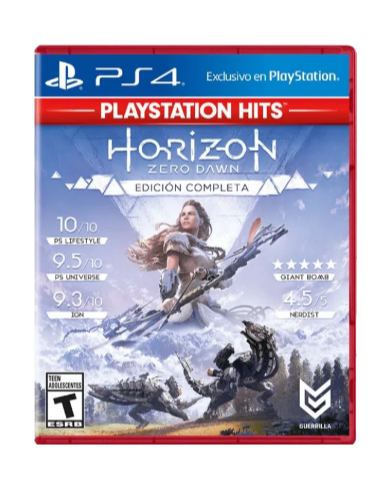 PS4
Exclusivo en PlayStation®
PLAYSTATION HITS™
HORIZON
ZERO DAWN
EDICIÓN COMPLETA
10/10
PS LIFESTYLE
9.5/10
PS UNIVERSE
9.3/10
IGN
★★★★★
GIANT BOMB
4.5/5
NERDIST
TEEN
ADOLESCENTES
T
ESRB
GUERRILLA